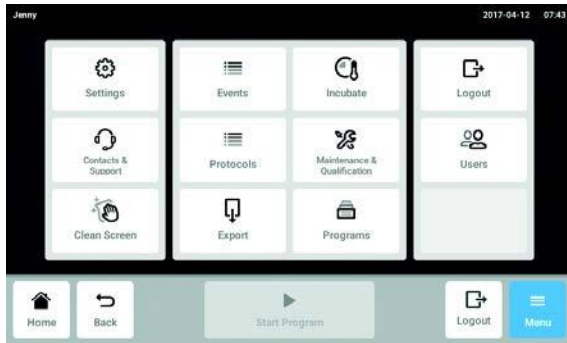 Jenny 2017-04-12 07:43
Settings Events Incubate Logout
Contacts &
Support
Protocols
Maintenance &
Qualification
Users
Clean Screen Export Programs
Home Back Start Program Logout Menu